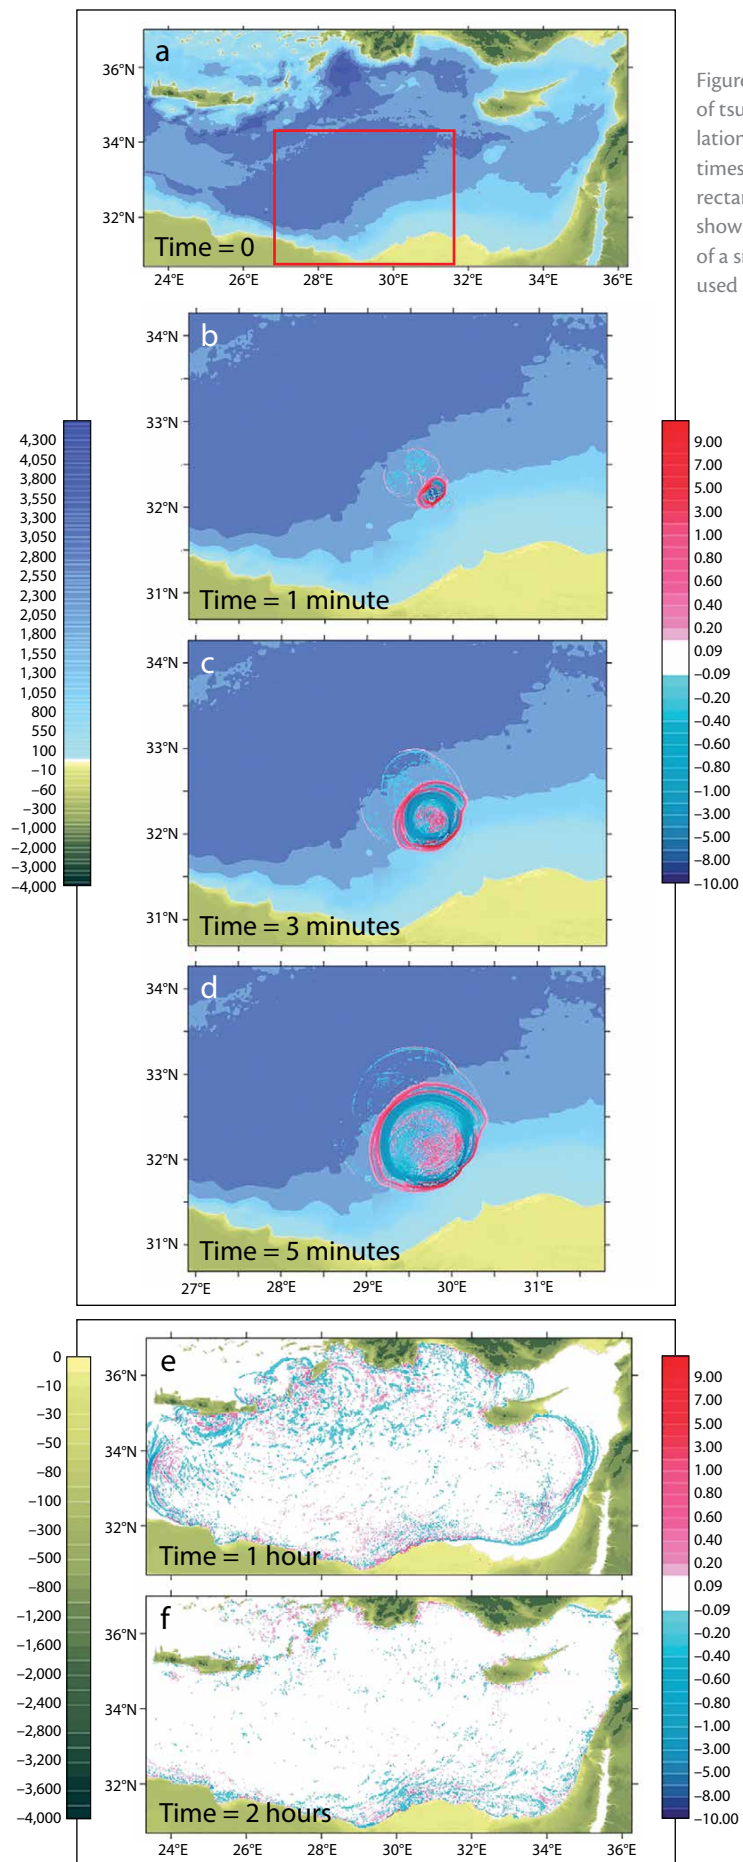 a
36°N
34°N
32°N
Time = 0
24°E 26°E 28°E 30°E 32°E 34°E 36°E
Figure
of tsu
lation
times
rectan
show
of a sr
used
b
34°N
33°N
32°N
31°N
Time = 1 minute
4,300
4,050
3,800
3,550
3,300
3,050
2,800
2,550
2,300
2,050
1,800
1,550
1,300
1,050
800
550
100
–10
–60
–300
–1,000
–2,000
–3,000
–4,000
9.00
7.00
5.00
3.00
1.00
0.80
0.60
0.40
0.20
0.09
–0.09
–0.20
–0.40
–0.60
–0.80
–1.00
–3.00
–5.00
–8.00
–10.00
c
34°N
33°N
32°N
31°N
Time = 3 minutes
d
34°N
33°N
32°N
31°N
Time = 5 minutes
27°E 28°E 29°E 30°E 31°E
0
–10
–30
–50
–80
–100
–300
–500
–800
–1,200
–1,600
–2,000
–2,400
–2,800
–3,200
–3,600
–4,000
e
36°N
34°N
32°N
Time = 1 hour
f
36°N
34°N
32°N
Time = 2 hours
24°E 26°E 28°E 30°E 32°E 34°E 36°E
9.00
7.00
5.00
3.00
1.00
0.80
0.60
0.40
0.20
0.09
–0.09
–0.20
–0.40
–0.60
–0.80
–1.00
–3.00
–5.00
–8.00
–10.00